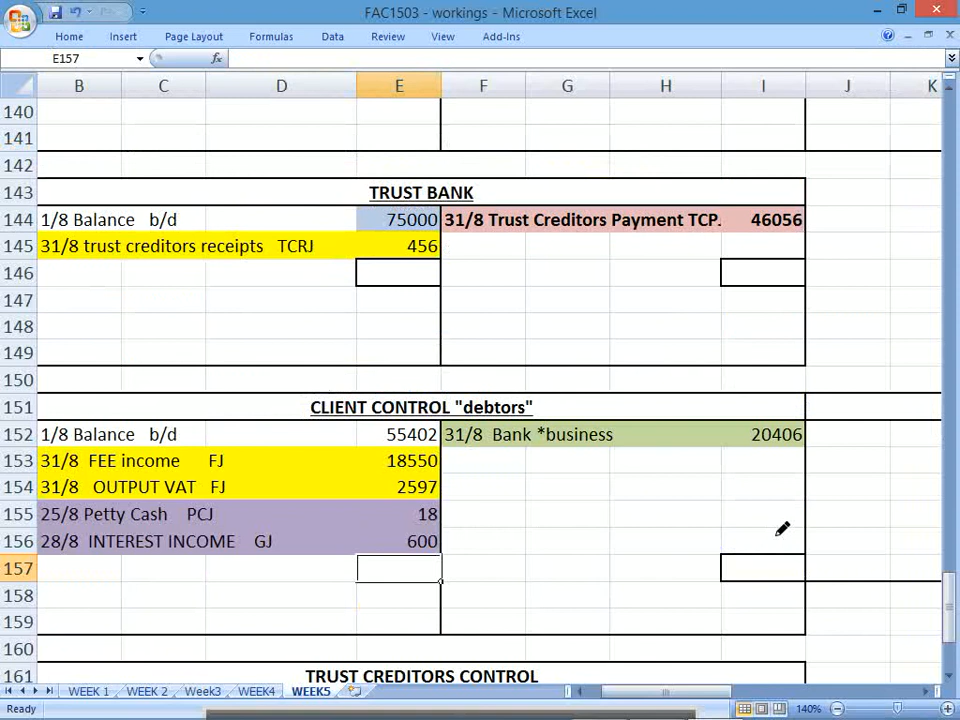 FAC1503 - workings - Microsoft Excel
Home Insert Page Layout Formulas Data Review View Add-Ins
E157 fx
B C D E F G H I J K
140
141
142
143 TRUST BANK
144 1/8 Balance b/d 75000 31/8 Trust Creditors Payment TCPJ 46056
145 31/8 trust creditors receipts TCRJ 456
146
147
148
149
150
151 CLIENT CONTROL "debtors"
152 1/8 Balance b/d 55402 31/8 Bank *business 20406
153 31/8 FEE income FJ 18550
154 31/8 OUTPUT VAT FJ 2597
155 25/8 Petty Cash PCJ 18
156 28/8 INTEREST INCOME GJ 600
157
158
159
160
161 TRUST CREDITORS CONTROL
WEEK 1 WEEK 2 Week3 WEEK4 WEEK5
Ready 140%